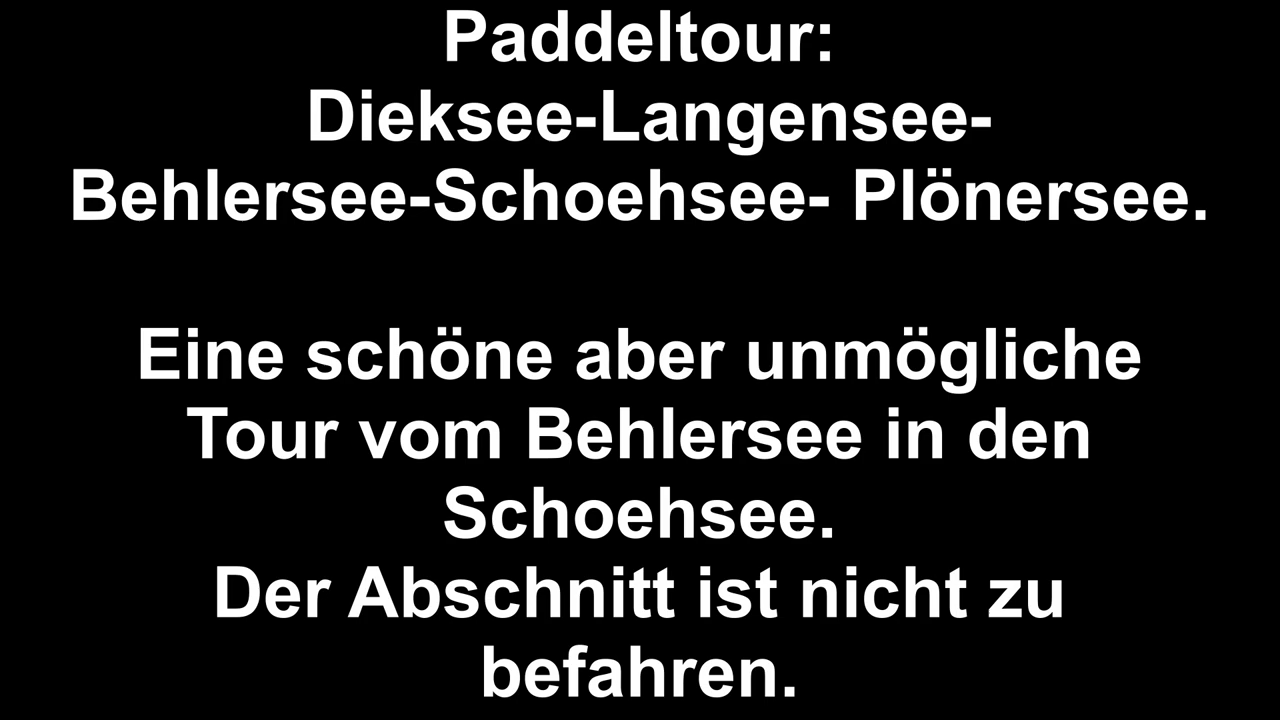 Paddeltour:
Dieksee-Langensee-
Behlersee-Schoehsee- Plönersee.
Eine schöne aber unmögliche
Tour vom Behlersee in den
Schoehsee.
Der Abschnitt ist nicht zu
befahren.